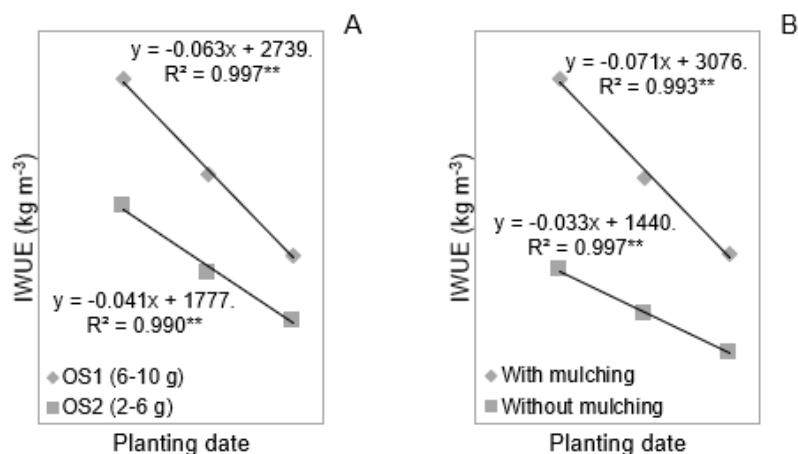 A
y = -0.063x + 2739.
R² = 0.997**
IWUE (kg m⁻³)
y = -0.041x + 1777.
R² = 0.990**
OS1 (6-10 g)
OS2 (2-6 g)
Planting date
B
y = -0.071x + 3076.
R² = 0.993**
IWUE (kg m⁻³)
y = -0.033x + 1440.
R² = 0.997**
With mulching
Without mulching
Planting date